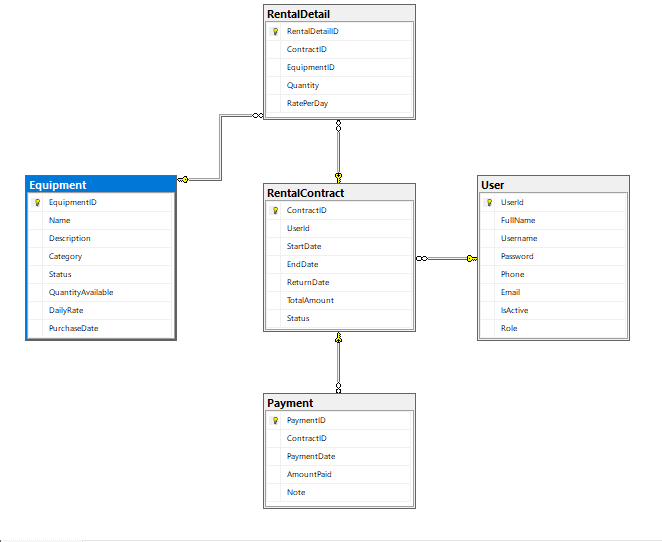 RentalDetail
RentalDetailID
ContractID
EquipmentID
Quantity
RatePerDay
Equipment
EquipmentID
Name
Description
Category
Status
QuantityAvailable
DailyRate
PurchaseDate
RentalContract
ContractID
UserId
StartDate
EndDate
ReturnDate
TotalAmount
Status
User
UserId
FullName
Username
Password
Phone
Email
IsActive
Role
Payment
PaymentID
ContractID
PaymentDate
AmountPaid
Note